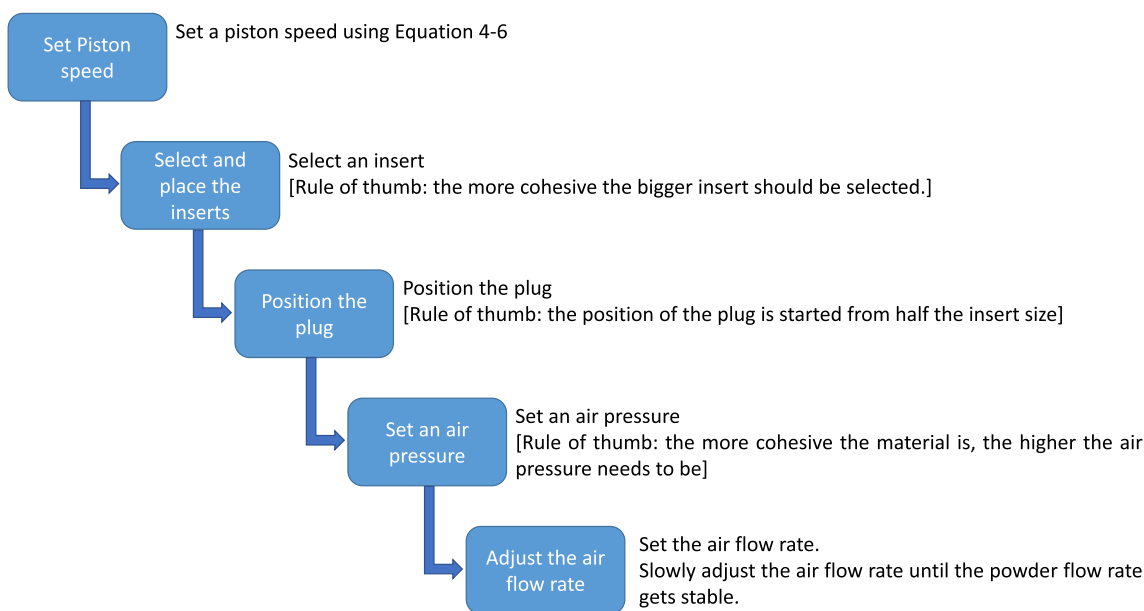 Set Piston
speed
Set a piston speed using Equation 4-6
Select and
place the
inserts
Select an insert
[Rule of thumb: the more cohesive the bigger insert should be selected.]
Position the
plug
Position the plug
[Rule of thumb: the position of the plug is started from half the insert size]
Set an air
pressure
Set an air pressure
[Rule of thumb: the more cohesive the material is, the higher the air
pressure needs to be]
Adjust the air
flow rate
Set the air flow rate.
Slowly adjust the air flow rate until the powder flow rate
gets stable.